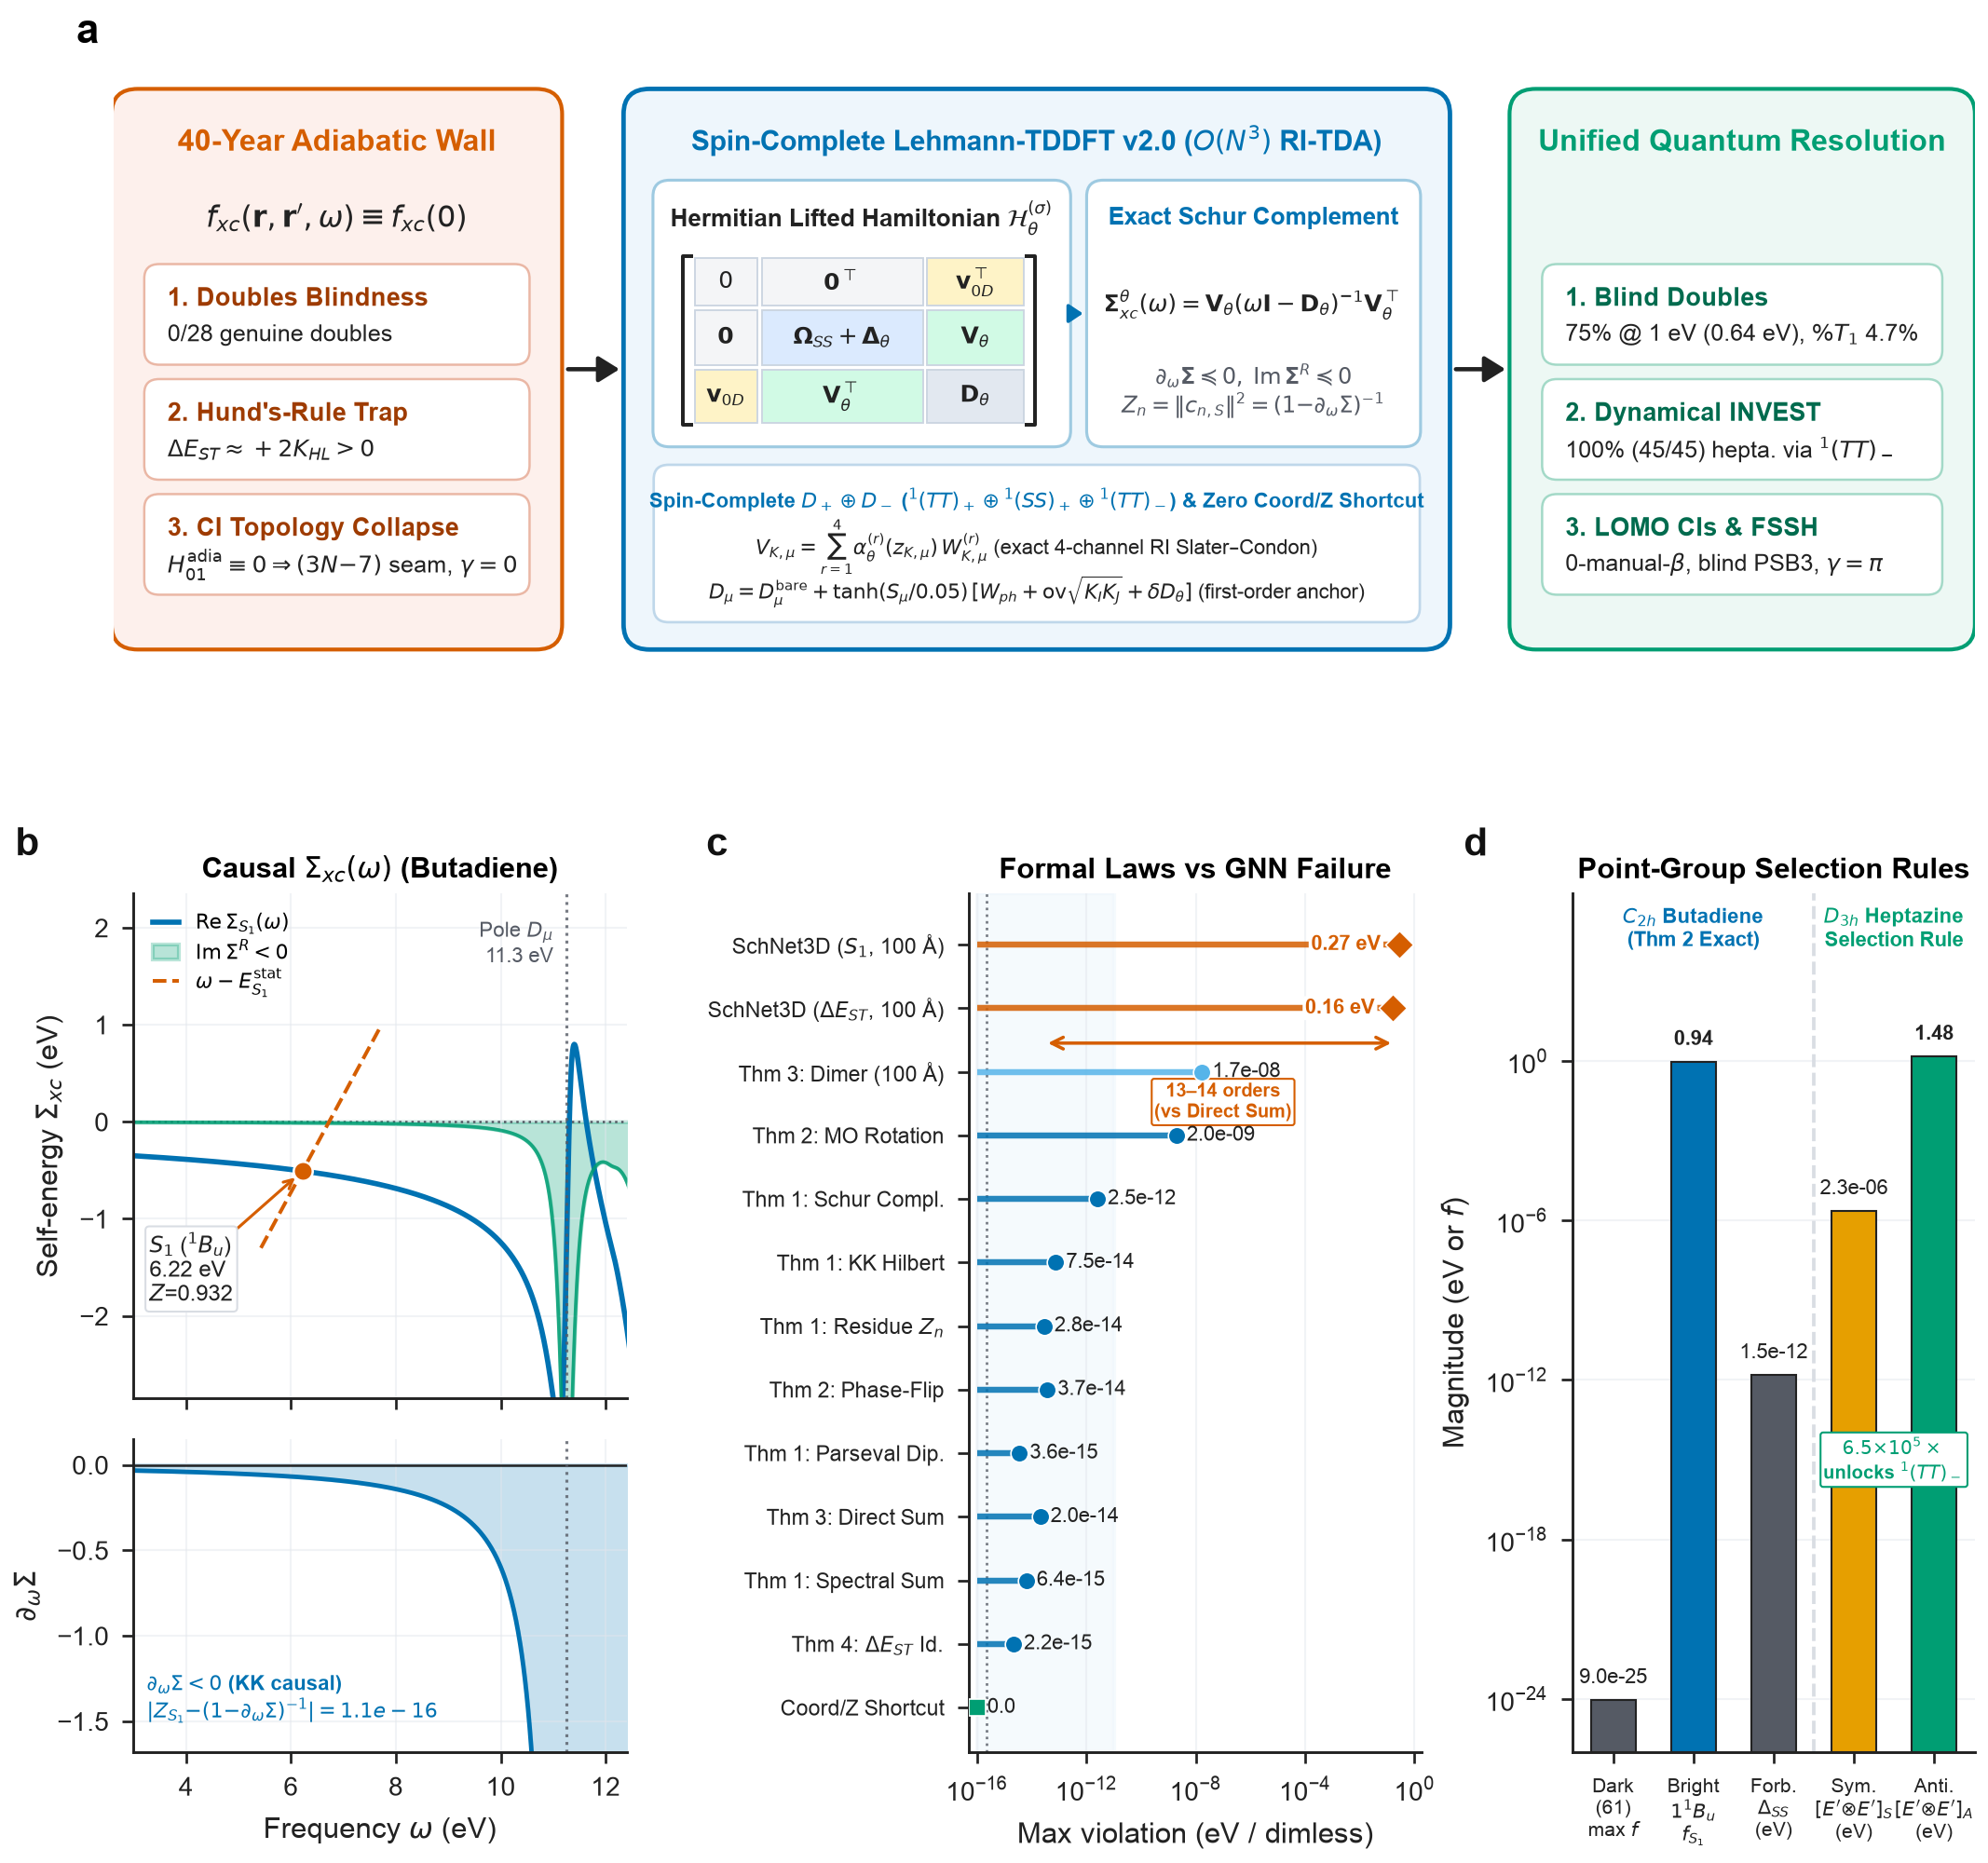 a
40-Year Adiabatic Wall
f_xc(r, r′, ω) ≡ f_xc(0)
1. Doubles Blindness
0/28 genuine doubles
2. Hund's-Rule Trap
ΔE_ST ≈ + 2K_HL > 0
3. CI Topology Collapse
H_01^adia ≡ 0 ⇒ (3N−7) seam, γ = 0
Spin-Complete Lehmann-TDDFT v2.0 (O(N³) RI-TDA)
Hermitian Lifted Hamiltonian ℋ_θ^(σ)
0 0^⊤ v_0D^⊤
0 Ω_SS + Δ_θ V_θ
v_0D V_θ^⊤ D_θ
Exact Schur Complement
Σ_xc^θ(ω) = V_θ(ωI − D_θ)⁻¹V_θ^⊤
∂_ωΣ ≼ 0, Im Σ^R ≼ 0
Z_n = ‖c_n,S‖² = (1−∂_ωΣ)⁻¹
Spin-Complete D₊ ⊕ D₋ (¹(TT)₊ ⊕ ¹(SS)₊ ⊕ ¹(TT)₋) & Zero Coord/Z Shortcut
V_K,μ = ∑_{r=1}^{4} α_θ^(r)(z_K,μ) W_K,μ^(r) (exact 4-channel RI Slater–Condon)
D_μ = D_μ^bare + tanh(S_μ/0.05) [W_ph + ov√K_IK_J + δD_θ] (first-order anchor)
Unified Quantum Resolution
1. Blind Doubles
75% @ 1 eV (0.64 eV), %T₁ 4.7%
2. Dynamical INVEST
100% (45/45) hepta. via ¹(TT)₋
3. LOMO CIs & FSSH
0-manual-β, blind PSB3, γ = π
b
Causal Σ_xc(ω) (Butadiene)
Re Σ_S₁(ω)
Im Σ^R < 0
ω − E_S₁^stat
Pole D_μ
11.3 eV
S₁ (¹B_u)
6.22 eV
Z=0.932
Self-energy Σ_xc (eV)
2
1
0
−1
−2
∂_ωΣ
0.0
−0.5
−1.0
−1.5
∂_ωΣ < 0 (KK causal)
|Z_S₁−(1−∂_ωΣ)⁻¹| = 1.1e − 16
4 6 8 10 12
Frequency ω (eV)
c
Formal Laws vs GNN Failure
SchNet3D (S₁, 100 Å) 0.27 eV
SchNet3D (ΔE_ST, 100 Å) 0.16 eV
Thm 3: Dimer (100 Å) 1.7e-08
13–14 orders
(vs Direct Sum)
Thm 2: MO Rotation 2.0e-09
Thm 1: Schur Compl. 2.5e-12
Thm 1: KK Hilbert 7.5e-14
Thm 1: Residue Z_n 2.8e-14
Thm 2: Phase-Flip 3.7e-14
Thm 1: Parseval Dip. 3.6e-15
Thm 3: Direct Sum 2.0e-14
Thm 1: Spectral Sum 6.4e-15
Thm 4: ΔE_ST Id. 2.2e-15
Coord/Z Shortcut 0.0
10⁻¹⁶ 10⁻¹² 10⁻⁸ 10⁻⁴ 10⁰
Max violation (eV / dimless)
d
Point-Group Selection Rules
C_2h Butadiene
(Thm 2 Exact)
D_3h Heptazine
Selection Rule
Magnitude (eV or f)
10⁰
10⁻⁶
10⁻¹²
10⁻¹⁸
10⁻²⁴
9.0e-25
0.94
1.5e-12
2.3e-06
1.48
6.5×10⁵ ×
unlocks ¹(TT)₋
Dark
(61)
max f
Bright
1¹B_u
f_S₁
Forb.
Δ_SS
(eV)
Sym.
[E′⊗E′]_S
(eV)
Anti.
[E′⊗E′]_A
(eV)